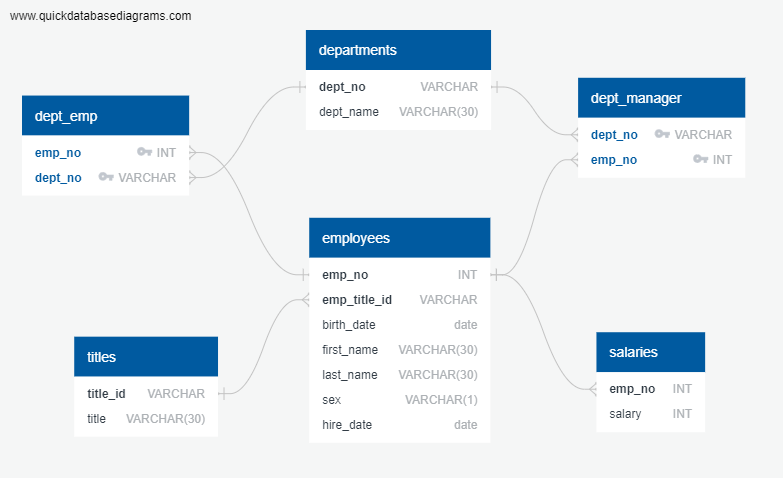 www.quickdatabasediagrams.com
departments
dept_no VARCHAR
dept_name VARCHAR(30)
dept_emp
emp_no INT
dept_no VARCHAR
dept_manager
dept_no VARCHAR
emp_no INT
employees
emp_no INT
emp_title_id VARCHAR
birth_date date
first_name VARCHAR(30)
last_name VARCHAR(30)
sex VARCHAR(1)
hire_date date
titles
title_id VARCHAR
title VARCHAR(30)
salaries
emp_no INT
salary INT